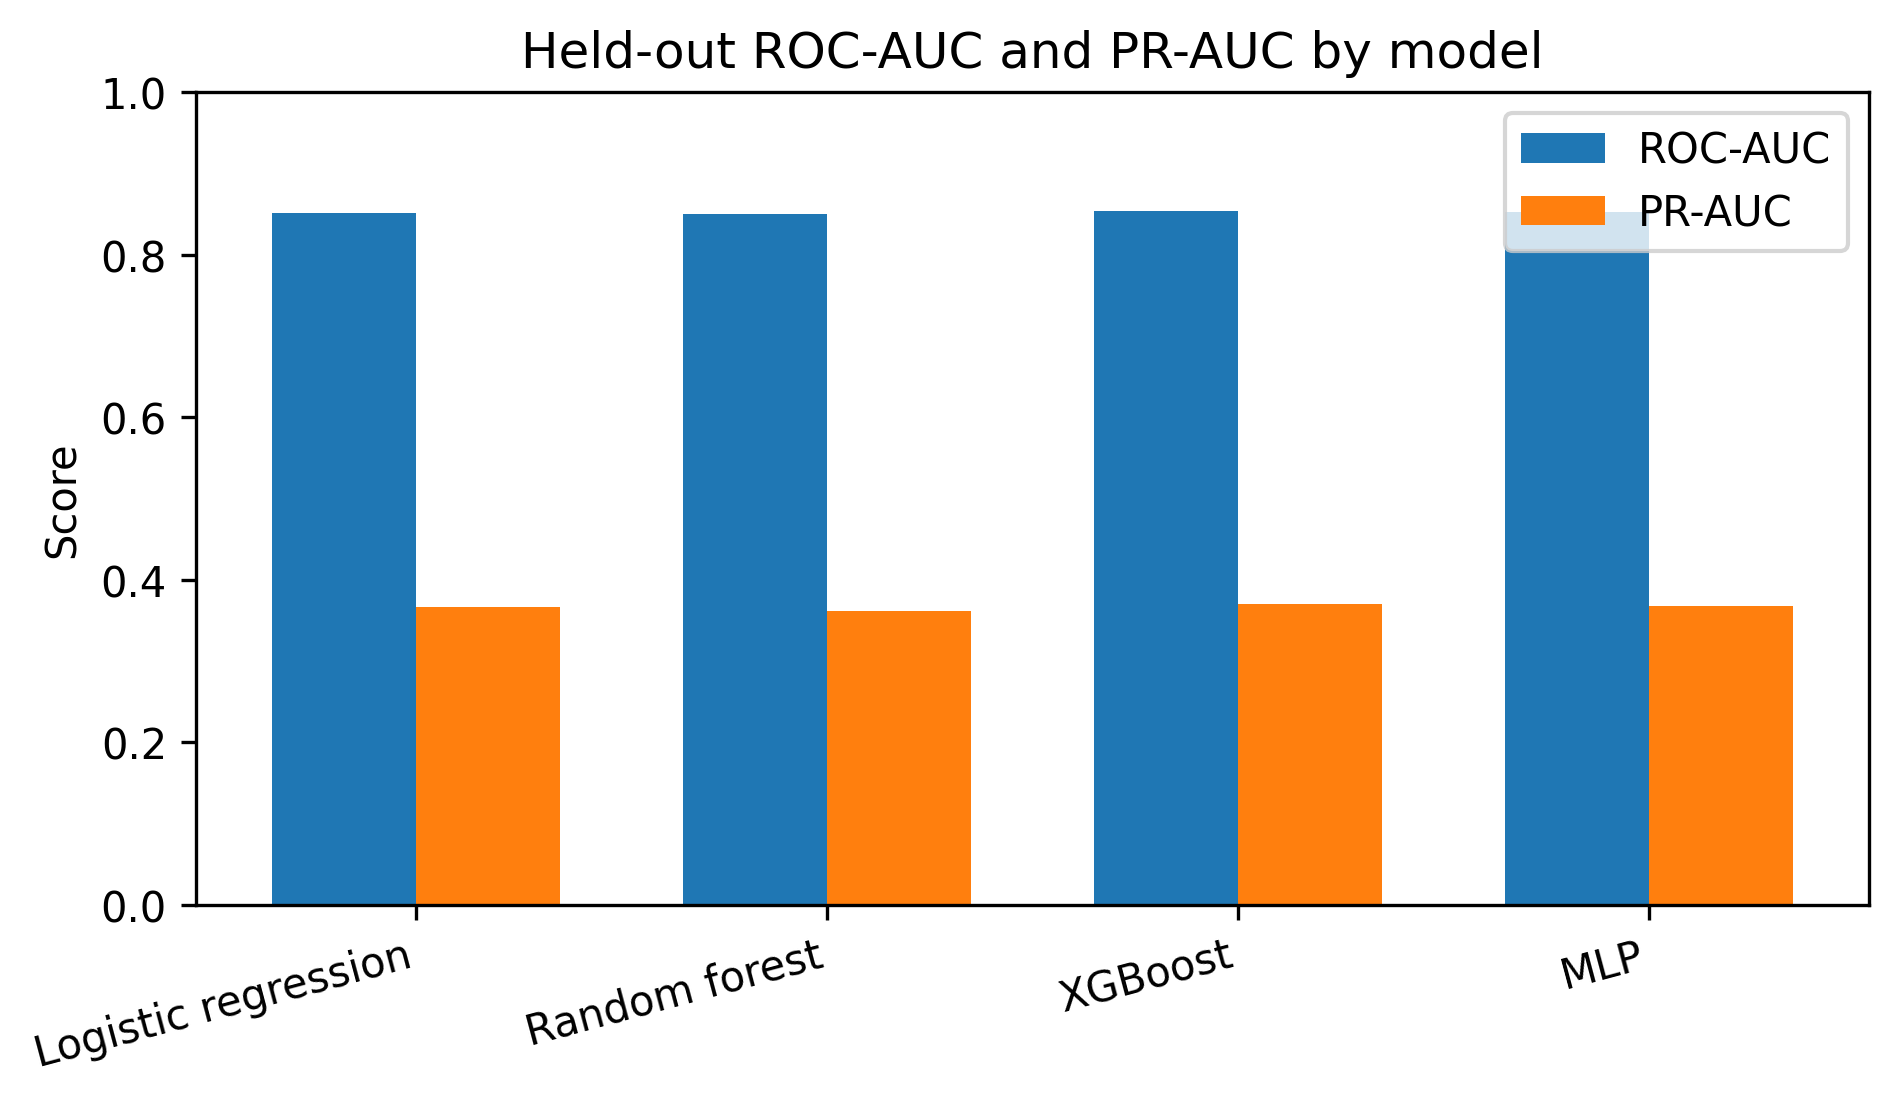 Held-out ROC-AUC and PR-AUC by model
1.0
0.8
0.6
0.4
0.2
0.0
Score
ROC-AUC
PR-AUC
Logistic regression
Random forest
XGBoost
MLP